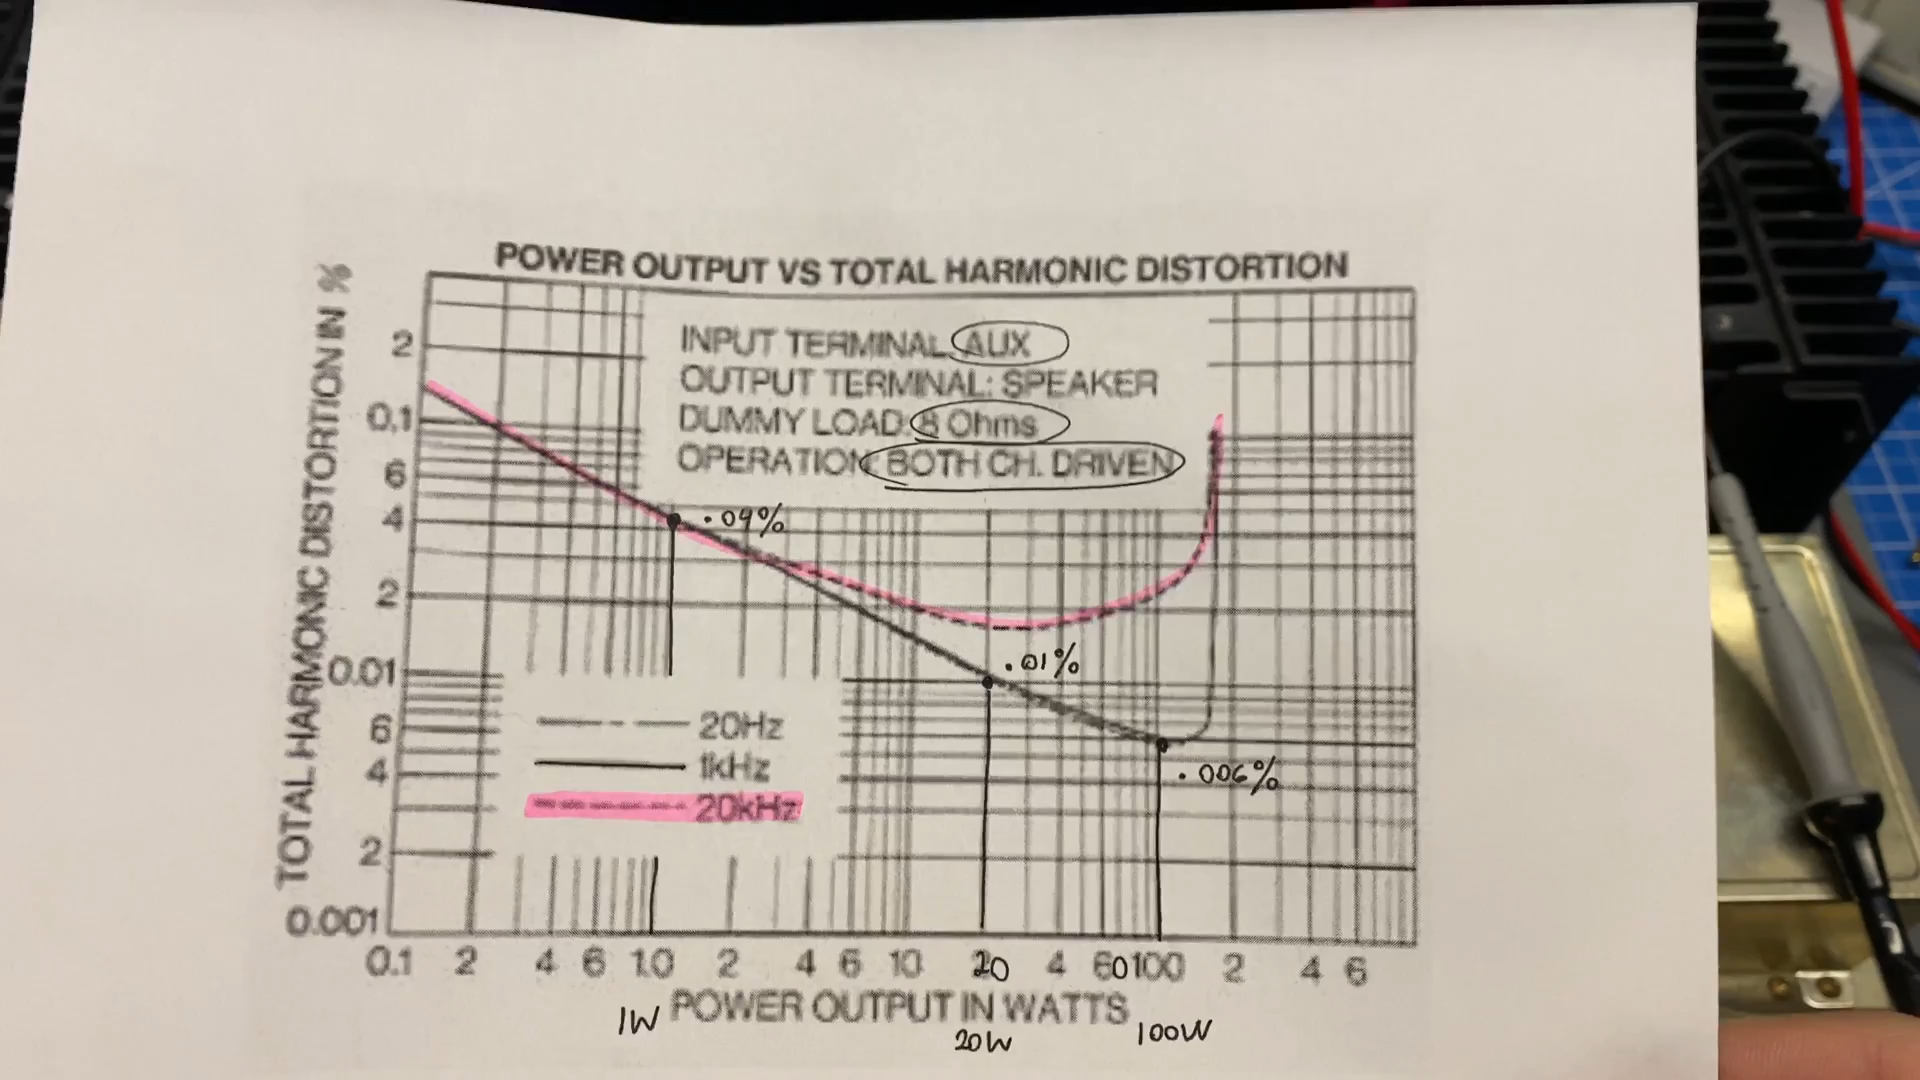 POWER OUTPUT VS TOTAL HARMONIC DISTORTION
TOTAL HARMONIC DISTORTION IN %
INPUT TERMINAL: AUX
OUTPUT TERMINAL: SPEAKER
DUMMY LOAD: 8 Ohms
OPERATION: BOTH CH. DRIVEN
2
0.1
6
4
2
0.01
6
4
2
0.001
.04%
.01%
.006%
20Hz
1kHz
20kHz
0.1 2 4 6 1.0 2 4 6 10 20 4 60 100 2 4 6
POWER OUTPUT IN WATTS
1W
20W
100W